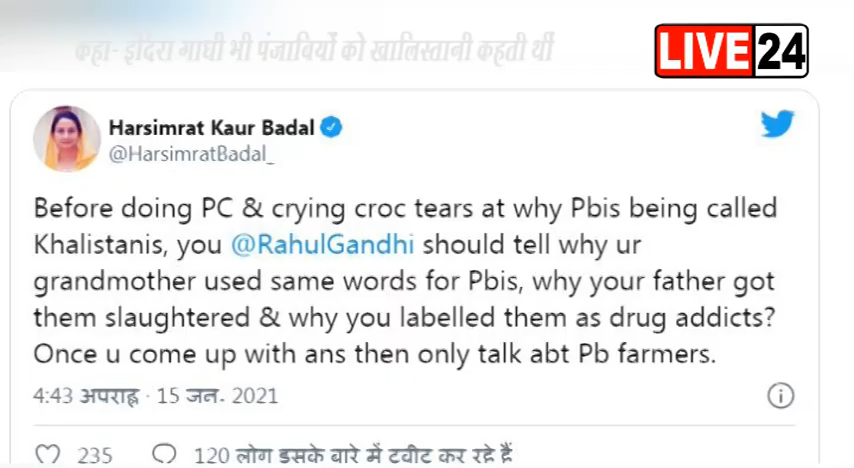 कहा- इंदिरा गांधी भी पंजाबियों को खालिस्तानी कहती थीं
LIVE 24
Harsimrat Kaur Badal
@HarsimratBadal_
Before doing PC & crying croc tears at why Pbis being called
Khalistanis, you @RahulGandhi should tell why ur
grandmother used same words for Pbis, why your father got
them slaughtered & why you labelled them as drug addicts?
Once u come up with ans then only talk abt Pb farmers.
4:43 अपराह्न · 15 जन॰ 2021
235 120 लोग इसके बारे में ट्वीट कर रहे हैं